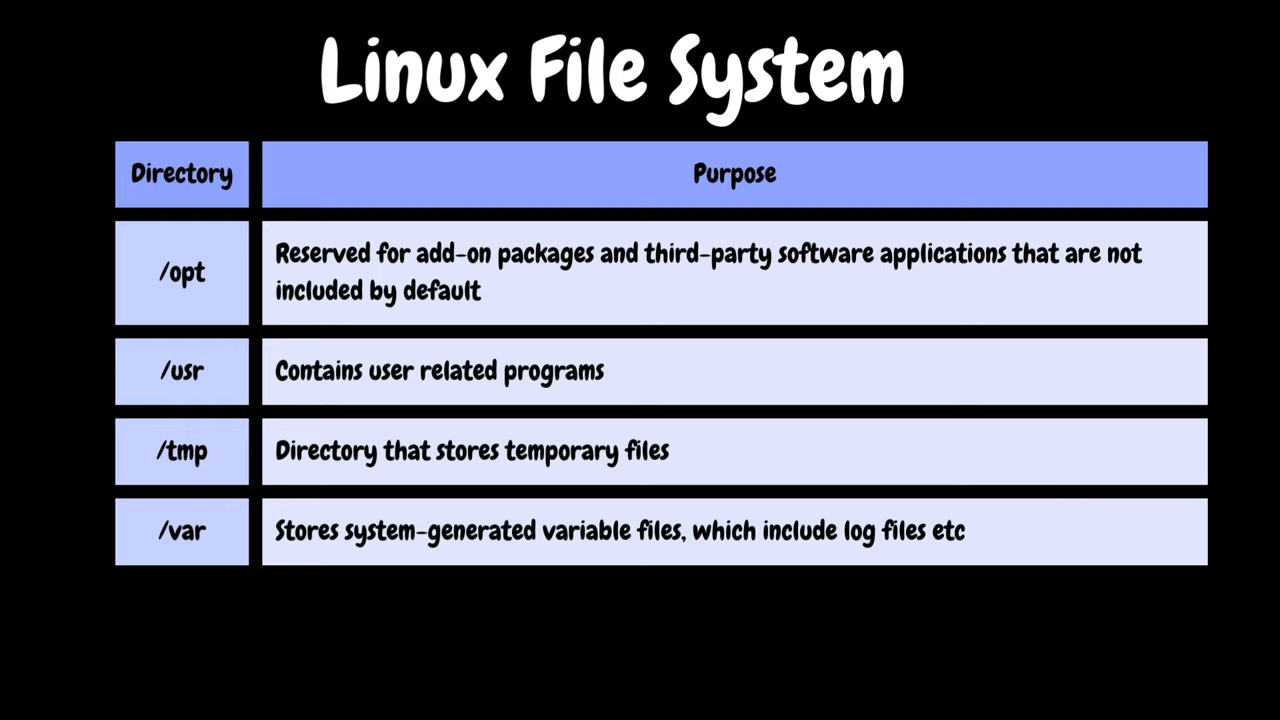 Linux File System
Directory
Purpose
/opt
Reserved for add-on packages and third-party software applications that are not
included by default
/usr
Contains user related programs
/tmp
Directory that stores temporary files
/var
Stores system-generated variable files, which include log files etc